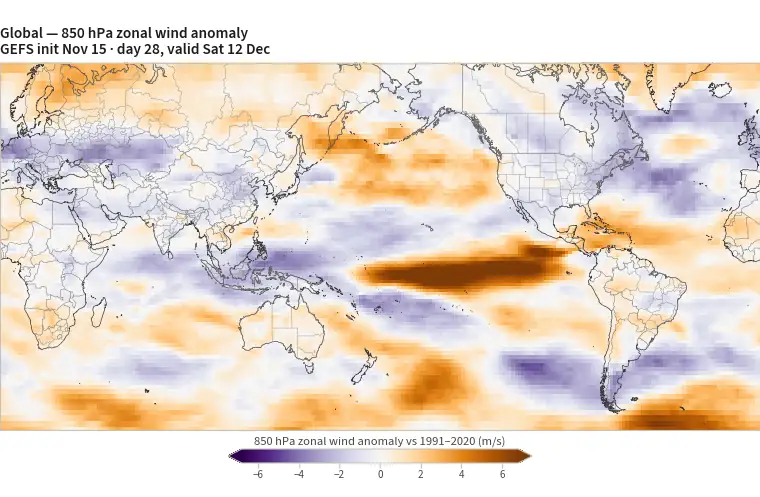 Global — 850 hPa zonal wind anomaly
GEFS init Nov 15 · day 28, valid Sat 12 Dec
850 hPa zonal wind anomaly vs 1991–2020 (m/s)
−6 −4 −2 0 2 4 6